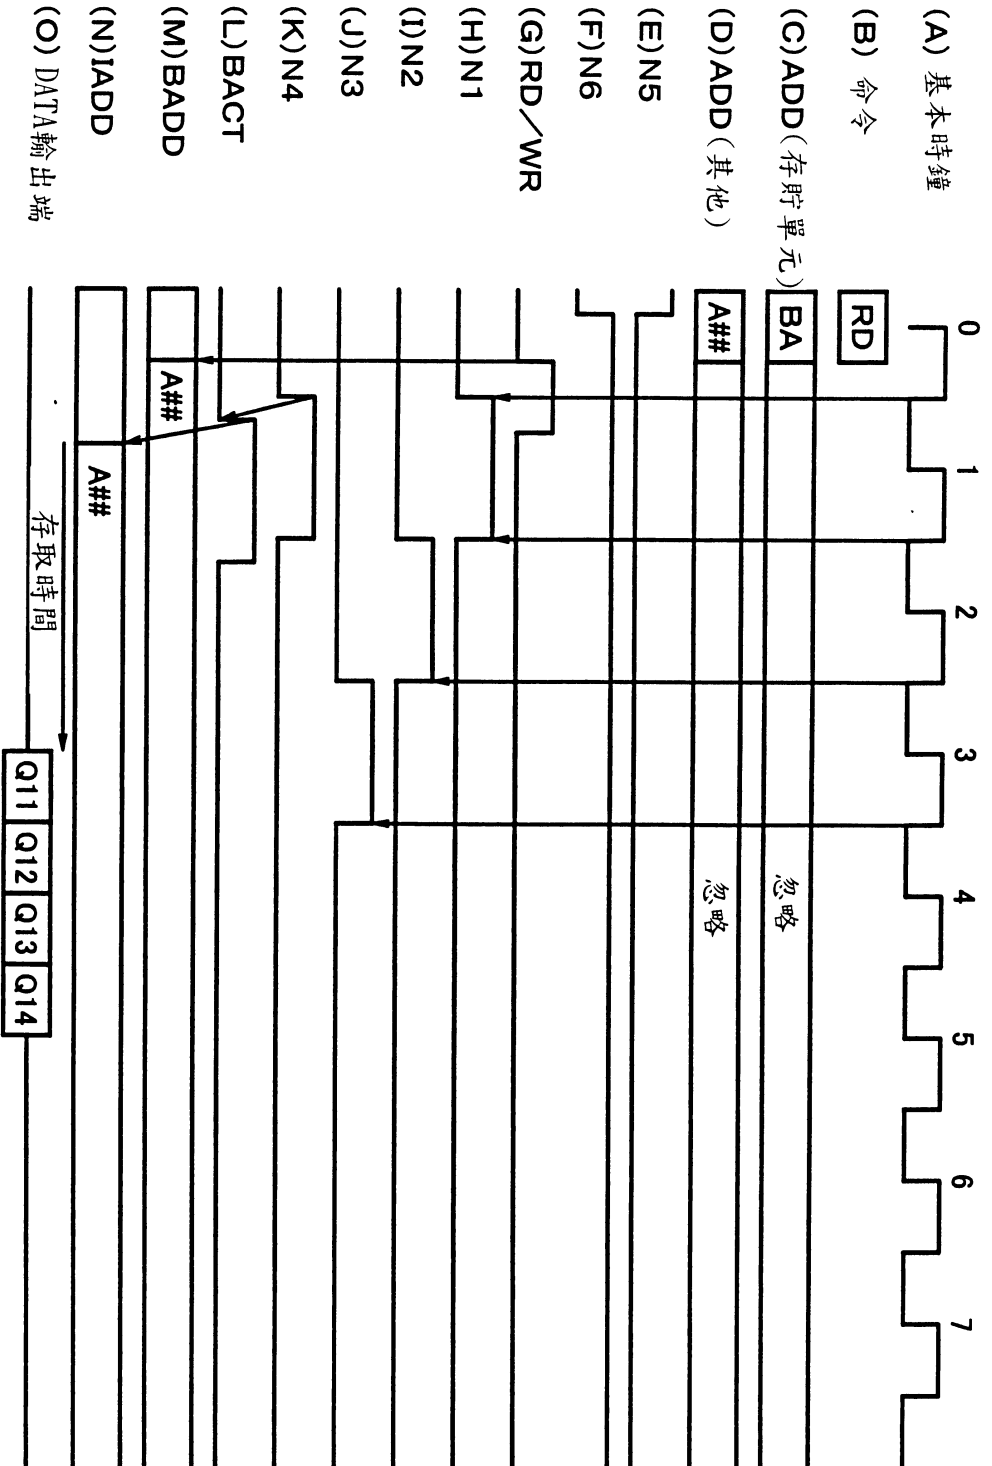 0 1 2 3 4 5 6 7
(A) 基本時鐘
(B) 命令 RD
(C)ADD(存貯單元) BA 忽略
(D)ADD(其他) A## 忽略
(E)N5
(F)N6
(G)RD/WR
(H)N1
(I)N2
(J)N3
(K)N4
(L)BACT
(M)BADD A##
(N)IADD A##
存取時間
(O) DATA輸出端 Q11 Q12 Q13 Q14